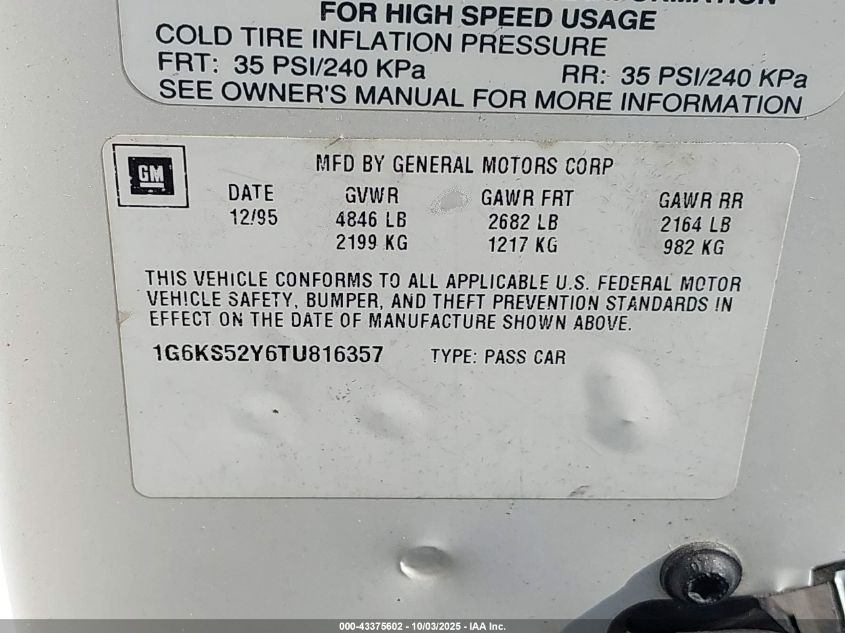 FOR HIGH SPEED USAGE
COLD TIRE INFLATION PRESSURE
FRT: 35 PSI/240 KPa RR: 35 PSI/240 KPa
SEE OWNER'S MANUAL FOR MORE INFORMATION
GM
MFD BY GENERAL MOTORS CORP
DATE GVWR GAWR FRT GAWR RR
12/95 4846 LB 2682 LB 2164 LB
2199 KG 1217 KG 982 KG
THIS VEHICLE CONFORMS TO ALL APPLICABLE U.S. FEDERAL MOTOR
VEHICLE SAFETY, BUMPER, AND THEFT PREVENTION STANDARDS IN
EFFECT ON THE DATE OF MANUFACTURE SHOWN ABOVE.
1G6KS52Y6TU816357 TYPE: PASS CAR
000-43375602 - 10/03/2025 - IAA Inc.